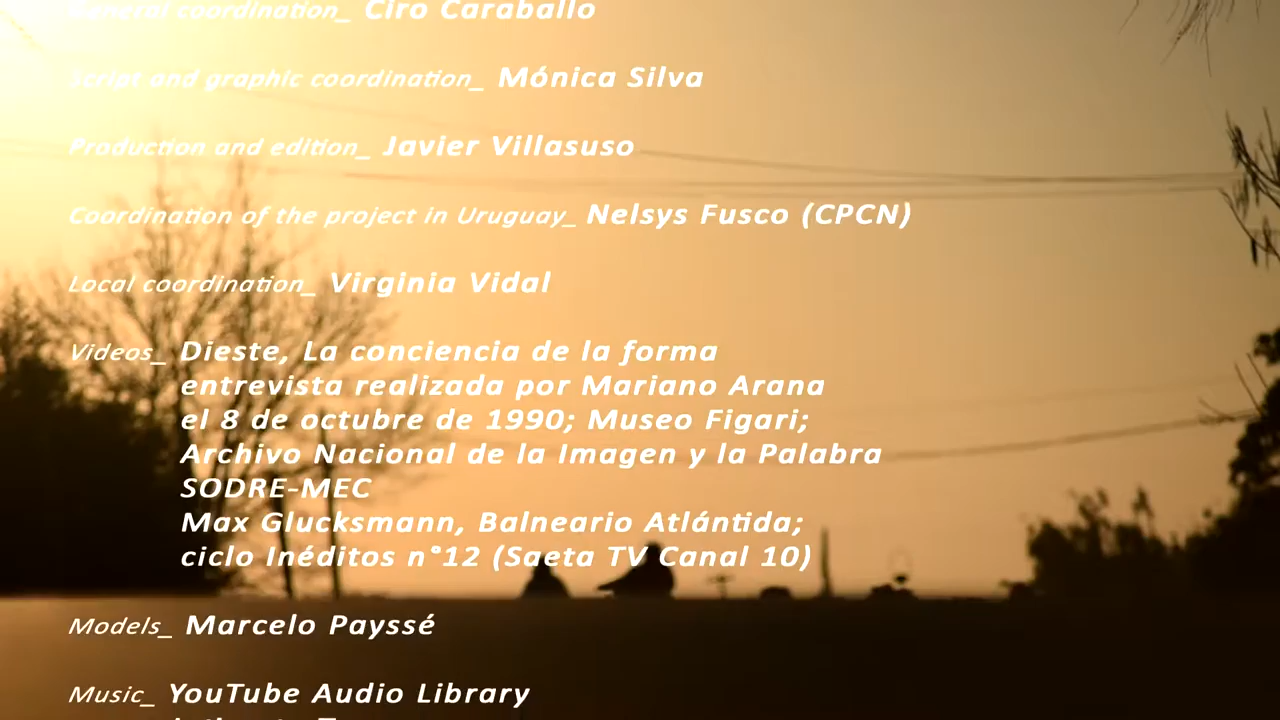 General coordination_ Ciro Caraballo
Script and graphic coordination_ Mónica Silva
Production and edition_ Javier Villasuso
Coordination of the project in Uruguay_ Nelsys Fusco (CPCN)
Local coordination_ Virginia Vidal
Videos_ Dieste, La conciencia de la forma
entrevista realizada por Mariano Arana
el 8 de octubre de 1990; Museo Figari;
Archivo Nacional de la Imagen y la Palabra
SODRE-MEC
Max Glucksmann, Balneario Atlántida;
ciclo Inéditos n°12 (Saeta TV Canal 10)
Models_ Marcelo Payssé
Music_ YouTube Audio Library